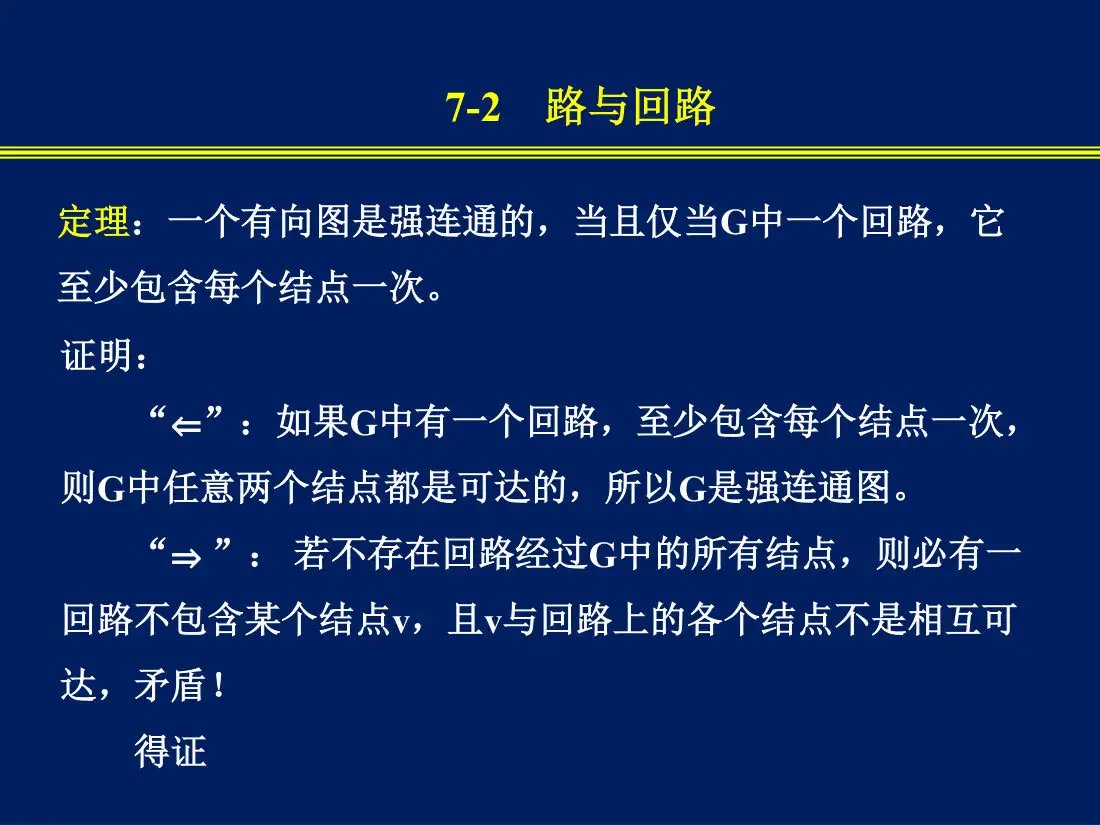 7-2 路与回路
定理：一个有向图是强连通的，当且仅当G中一个回路，它
至少包含每个结点一次。
证明：
“⇐”：如果G中有一个回路，至少包含每个结点一次，
则G中任意两个结点都是可达的，所以G是强连通图。
“⇒ ”： 若不存在回路经过G中的所有结点，则必有一
回路不包含某个结点v，且v与回路上的各个结点不是相互可
达，矛盾！
得证